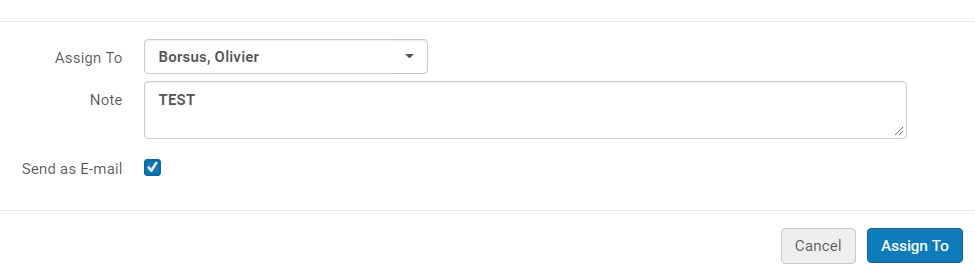 Assign To Borsus, Olivier
Note TEST
Send as E-mail
Cancel Assign To